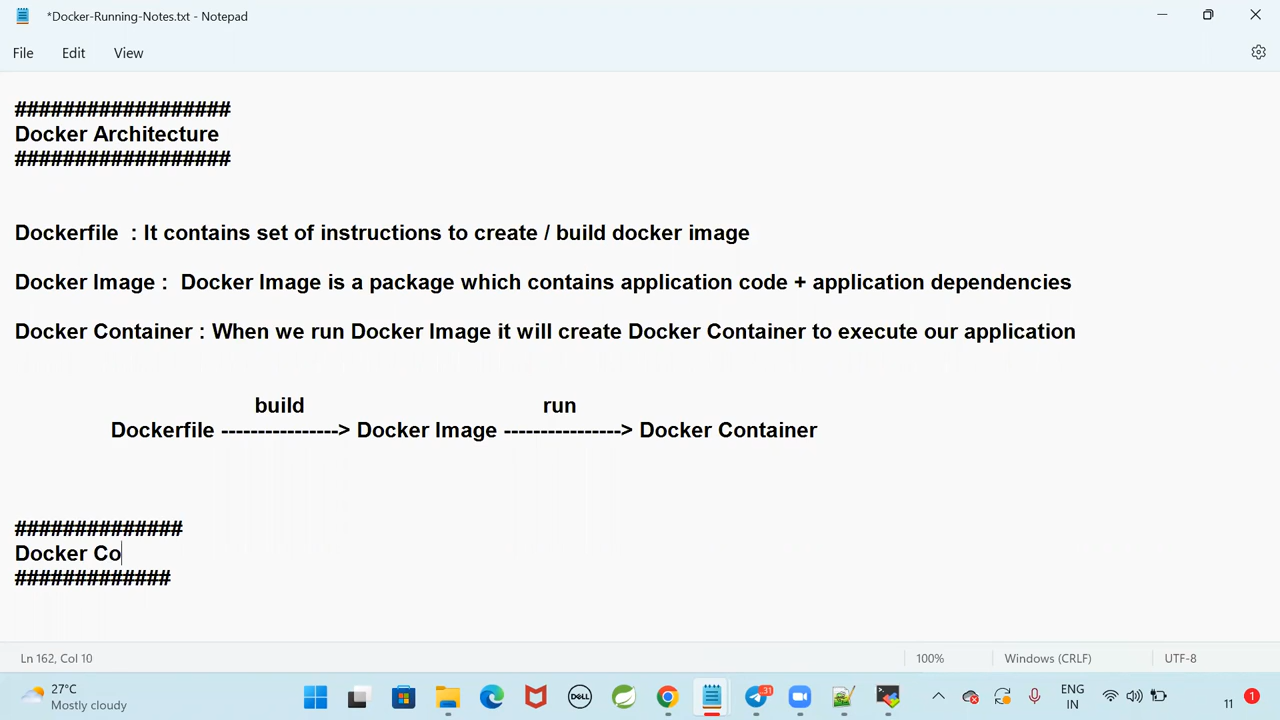 *Docker-Running-Notes.txt - Notepad
File Edit View
##################
Docker Architecture
##################
Dockerfile : It contains set of instructions to create / build docker image
Docker Image : Docker Image is a package which contains application code + application dependencies
Docker Container : When we run Docker Image it will create Docker Container to execute our application
build run
Dockerfile ----------------> Docker Image ----------------> Docker Container
##############
Docker Co
#############
Ln 162, Col 10 100% Windows (CRLF) UTF-8
27°C
Mostly cloudy
DELL
31
ENG
IN
11
1